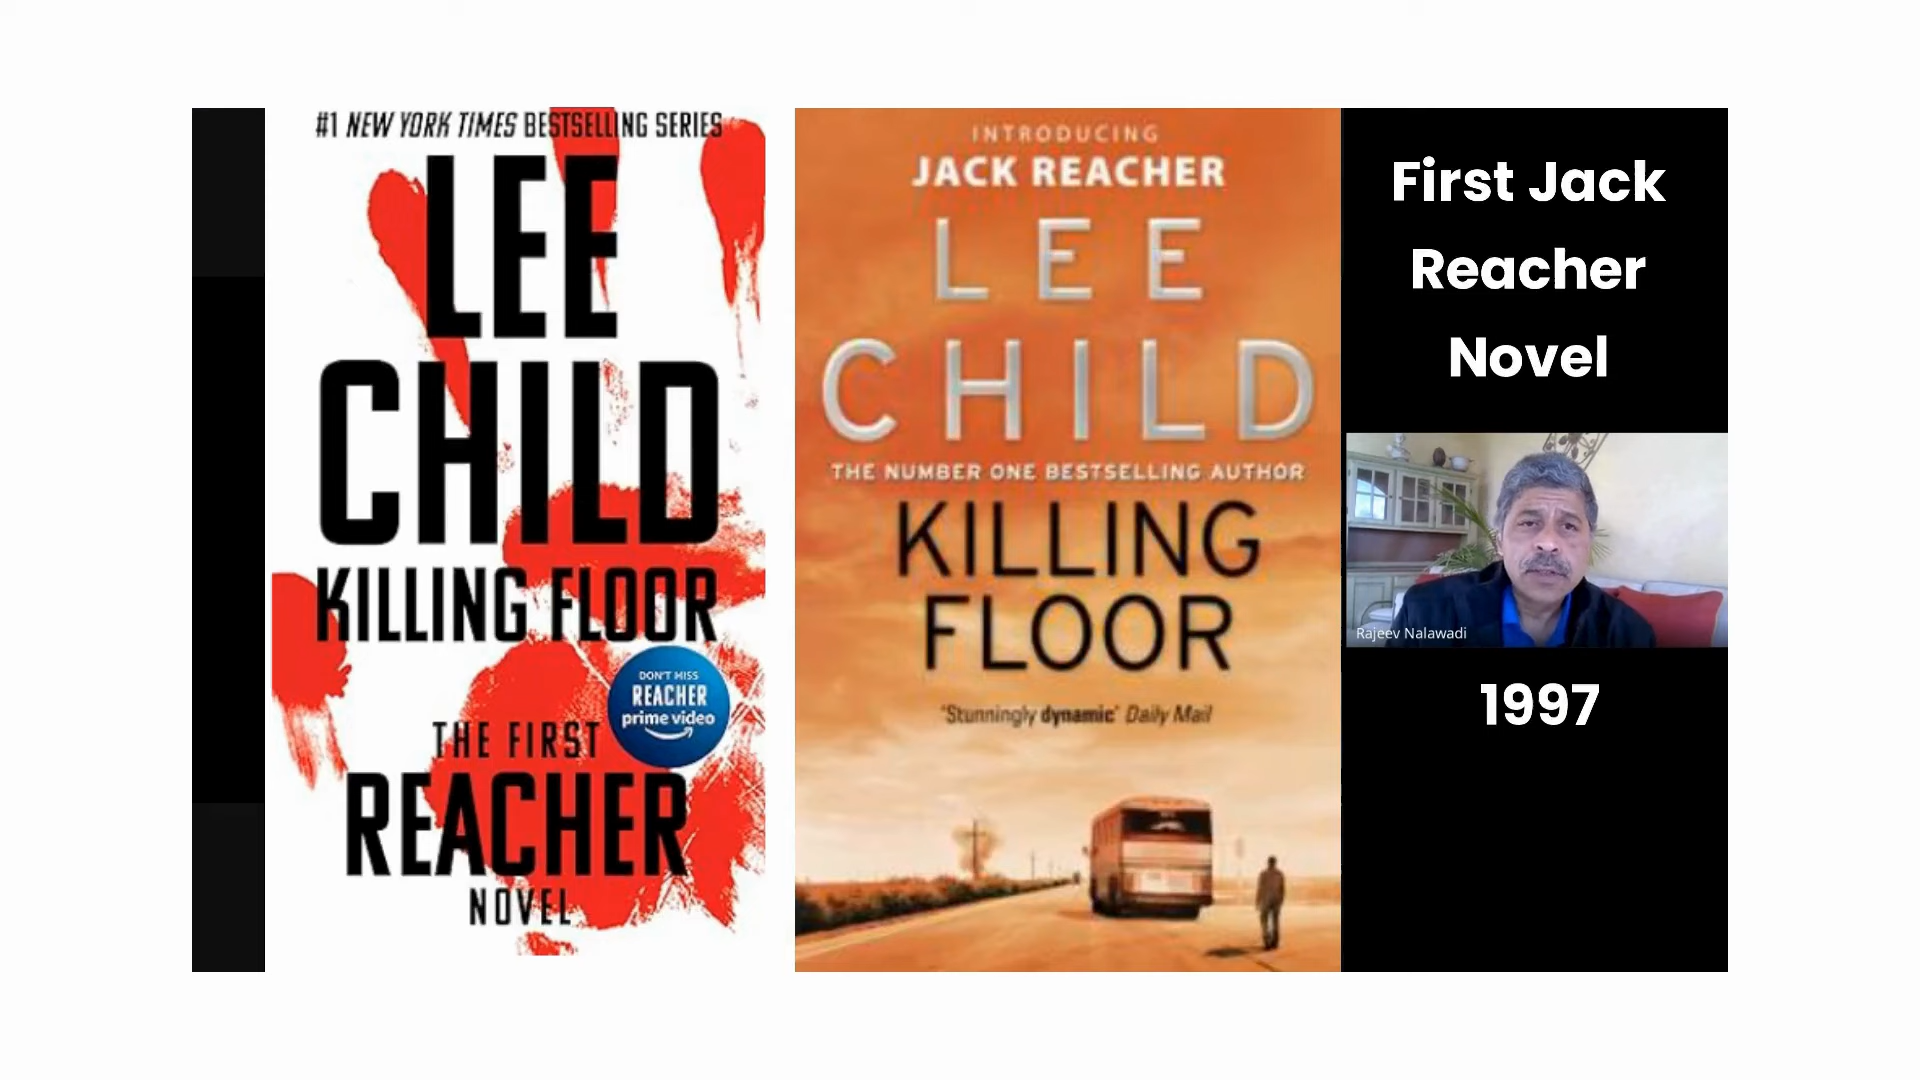 #1 NEW YORK TIMES BESTSELLING SERIES
LEE
CHILD
KILLING FLOOR
DON'T MISS
REACHER
prime video
THE FIRST
REACHER
NOVEL
INTRODUCING
JACK REACHER
LEE
CHILD
THE NUMBER ONE BESTSELLING AUTHOR
KILLING
FLOOR
'Stunningly dynamic' Daily Mail
First Jack
Reacher
Novel
Rajeev Nalawadi
1997